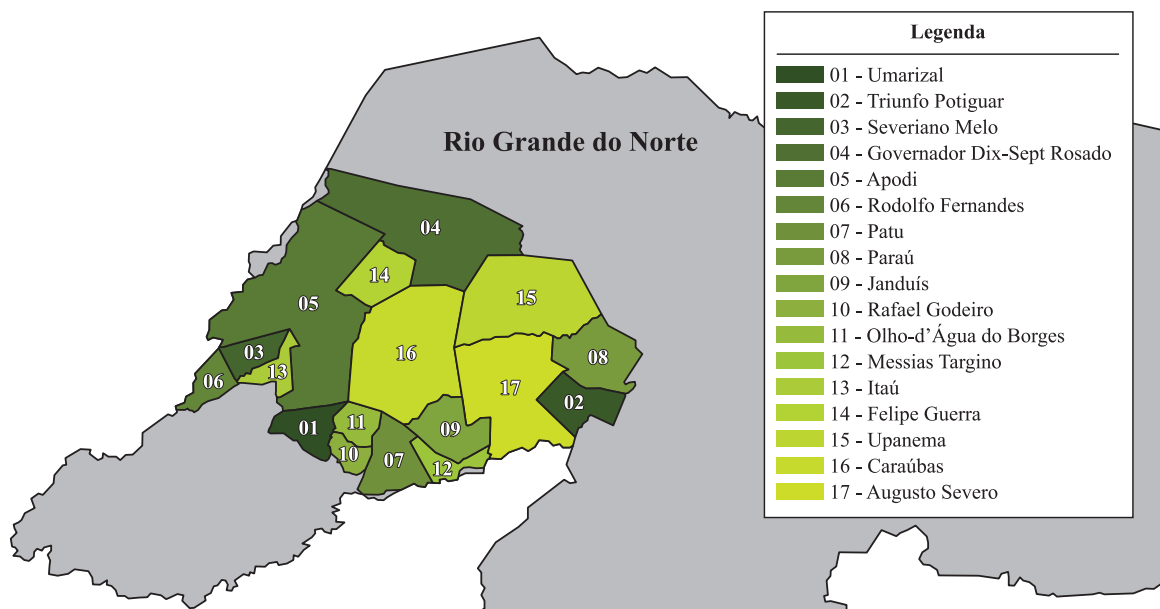 Legenda
01 - Umarizal
02 - Triunfo Potiguar
03 - Severiano Melo
04 - Governador Dix-Sept Rosado
05 - Apodi
06 - Rodolfo Fernandes
07 - Patu
08 - Paraú
09 - Janduís
10 - Rafael Godeiro
11 - Olho-d'Água do Borges
12 - Messias Targino
13 - Itaú
14 - Felipe Guerra
15 - Upanema
16 - Caraúbas
17 - Augusto Severo
Rio Grande do Norte
04
14
05
15
03
16
08
13
06
17
02
01
11
09
10
07
12